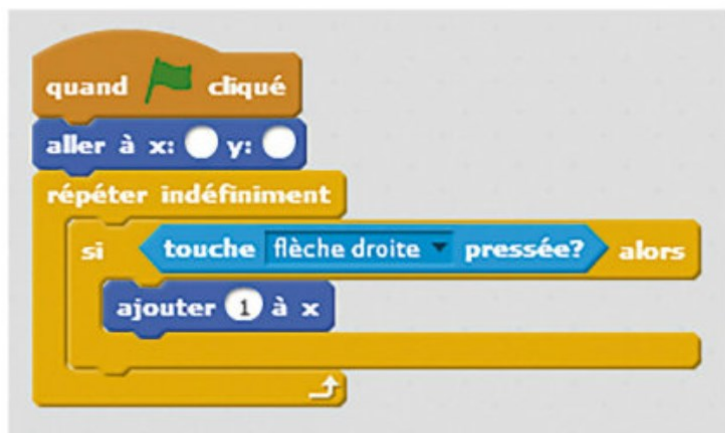 quand cliqué
aller à x: y:
répéter indéfiniment
si touche flèche droite pressée? alors
ajouter 1 à x